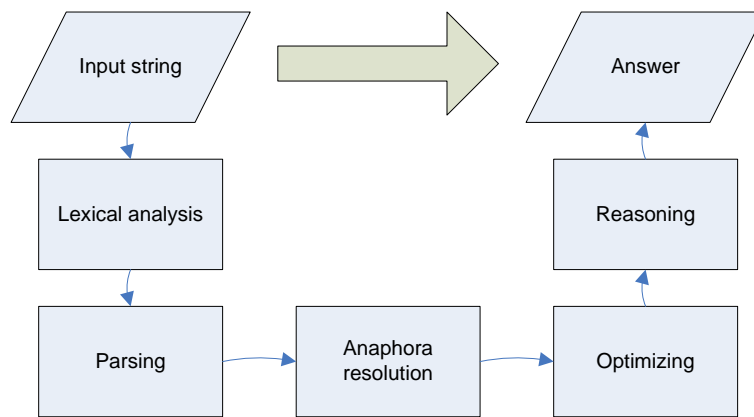 Input string
Answer
Lexical analysis
Reasoning
Parsing
Anaphora
resolution
Optimizing